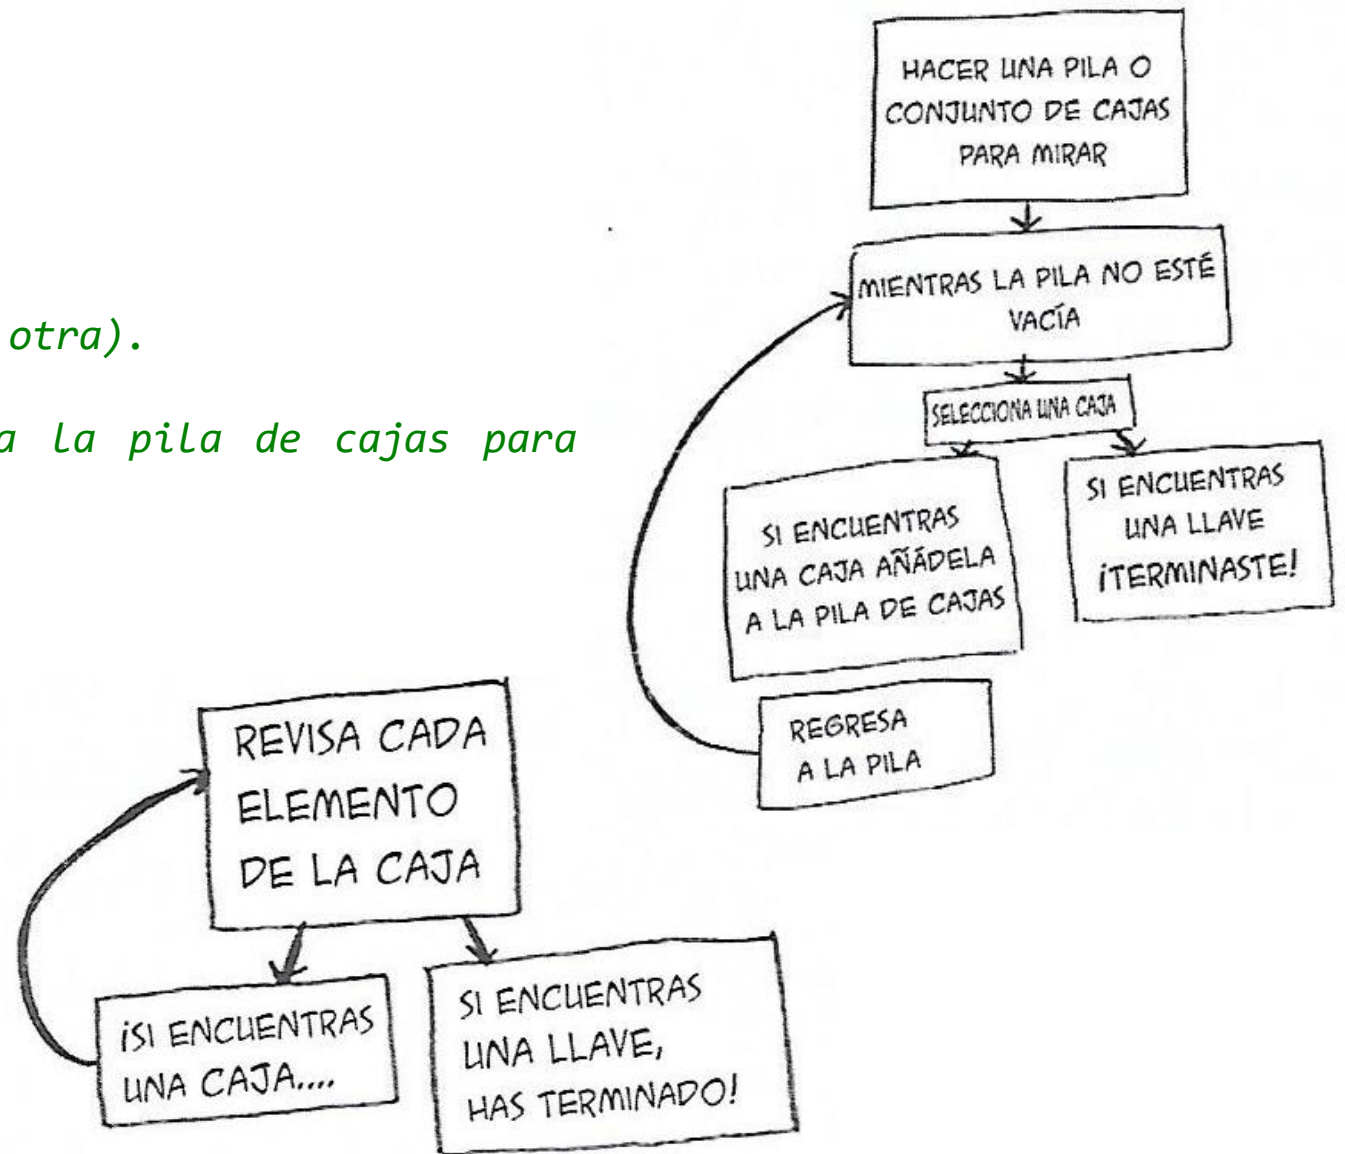 HACER UNA PILA O
CONJUNTO DE CAJAS
PARA MIRAR
MIENTRAS LA PILA NO ESTÉ
VACÍA
SELECCIONA UNA CAJA
SI ENCUENTRAS
UNA CAJA AÑÁDELA
A LA PILA DE CAJAS
SI ENCUENTRAS
UNA LLAVE
¡TERMINASTE!
REGRESA
A LA PILA
otra).
a la pila de cajas para
REVISA CADA
ELEMENTO
DE LA CAJA
¡SI ENCUENTRAS
UNA CAJA....
SI ENCUENTRAS
UNA LLAVE,
HAS TERMINADO!